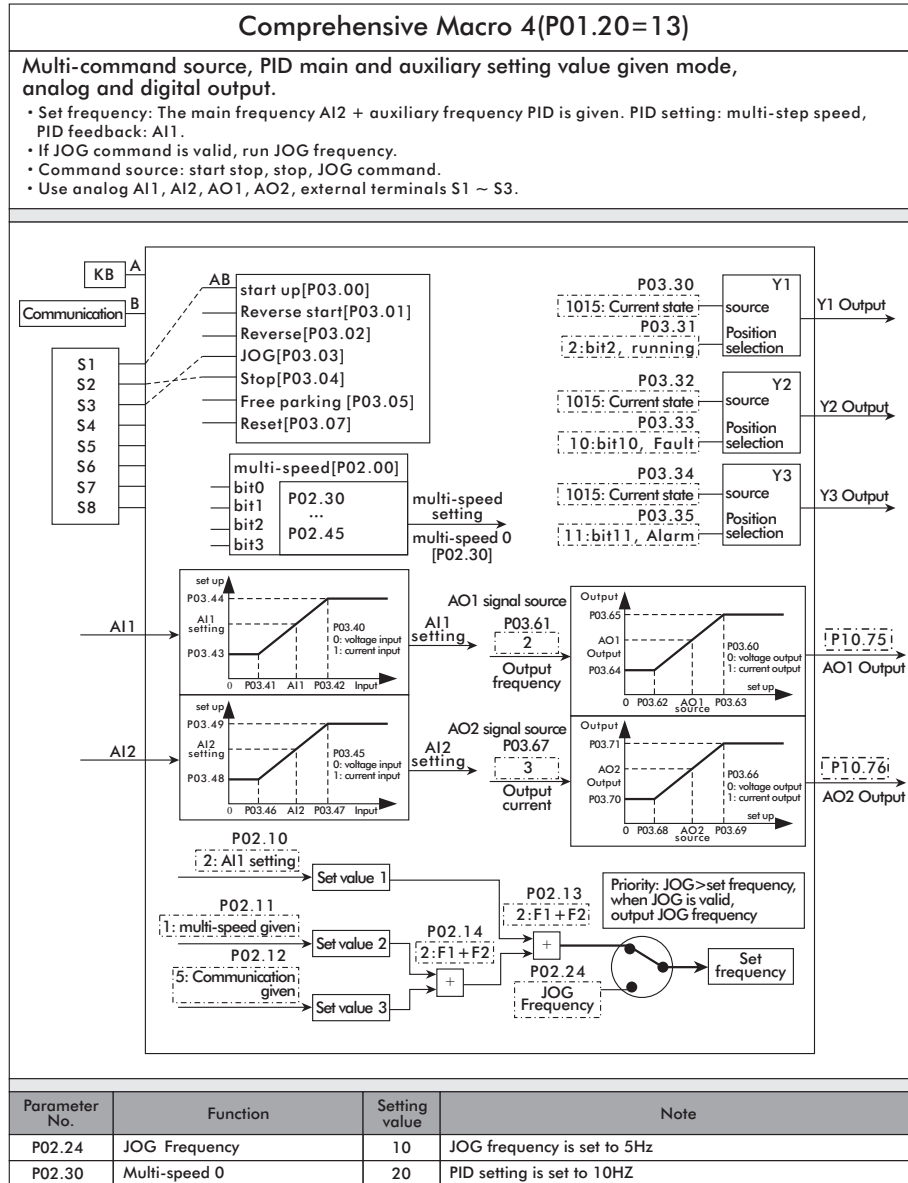 Comprehensive Macro 4(P01.20=13)
Multi-command source, PID main and auxiliary setting value given mode,
analog and digital output.
• Set frequency: The main frequency AI2 + auxiliary frequency PID is given. PID setting: multi-step speed,
PID feedback: AI1.
• If JOG command is valid, run JOG frequency.
• Command source: start stop, stop, JOG command.
• Use analog AI1, AI2, AO1, AO2, external terminals S1 ~ S3.
KB
A
Communication
B
S1
S2
S3
S4
S5
S6
S7
S8
AB
start up[P03.00]
Reverse start[P03.01]
Reverse[P03.02]
JOG[P03.03]
Stop[P03.04]
Free parking [P03.05]
Reset[P03.07]
P03.30
1015: Current state
P03.31
2:bit2, running
Y1
source
Position
selection
Y1 Output
P03.32
1015: Current state
P03.33
10:bit10, Fault
Y2
source
Position
selection
Y2 Output
P03.34
1015: Current state
P03.35
11:bit11, Alarm
Y3
source
Position
selection
Y3 Output
multi-speed[P02.00]
bit0
bit1
bit2
bit3
P02.30
...
P02.45
multi-speed
setting
multi-speed 0
[P02.30]
AI1
set up
P03.44
AI1
setting
P03.43
P03.40
0: voltage input
1: current input
0 P03.41 AI1 P03.42 Input
AI1
setting
AO1 signal source
P03.61
2
Output
frequency
Output
P03.65
AO1
Output
P03.64
P03.60
0: voltage output
1: current output
set up
0 P03.62 AO1 P03.63
source
P10.75
AO1 Output
AI2
set up
P03.49
AI2
setting
P03.48
P03.45
0: voltage input
1: current input
0 P03.46 AI2 P03.47 Input
AI2
setting
AO2 signal source
P03.67
3
Output
current
Output
P03.71
AO2
Output
P03.70
P03.66
0: voltage output
1: current output
set up
0 P03.68 AO2 P03.69
source
P10.76
AO2 Output
P02.10
2: AI1 setting
Set value 1
P02.11
1: multi-speed given
Set value 2
P02.12
5: Communication
given
Set value 3
P02.14
2:F1+F2
+
P02.13
2:F1+F2
+
P02.24
JOG
Frequency
Priority: JOG>set frequency,
when JOG is valid,
output JOG frequency
Set
frequency
Parameter No. Function Setting value Note
P02.24 JOG Frequency 10 JOG frequency is set to 5Hz
P02.30 Multi-speed 0 20 PID setting is set to 10HZ